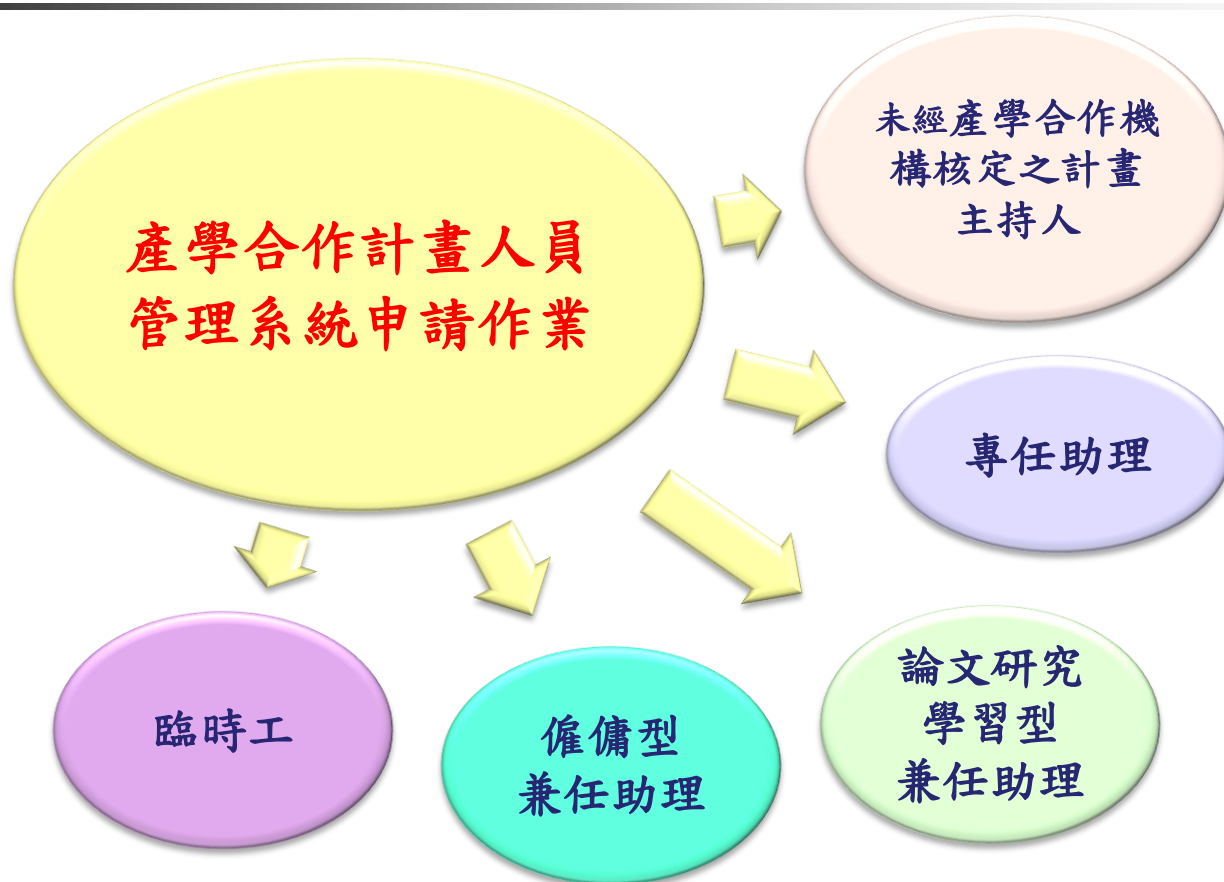 產學合作計畫人員
管理系統申請作業
未經產學合作機
構核定之計畫
主持人
專任助理
論文研究
學習型
兼任助理
僱傭型
兼任助理
臨時工